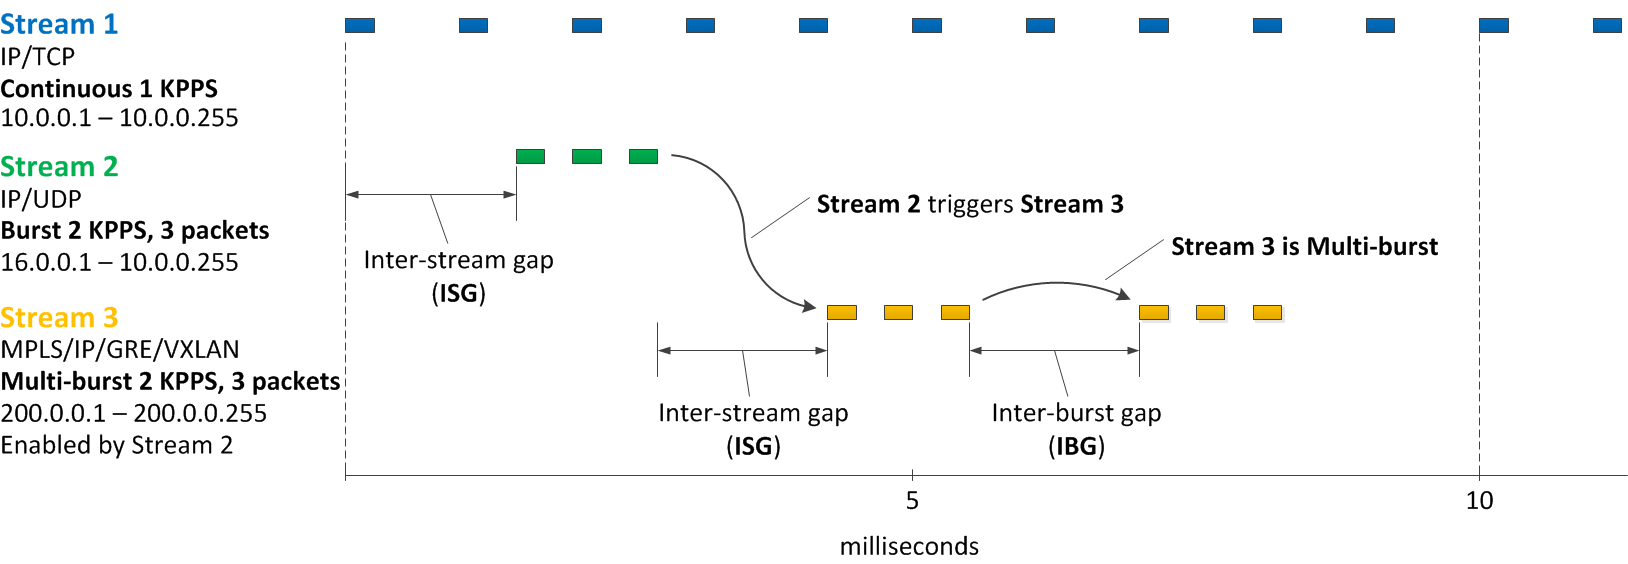 Stream 1
IP/TCP
Continuous 1 KPPS
10.0.0.1 – 10.0.0.255
Stream 2
IP/UDP
Burst 2 KPPS, 3 packets
16.0.0.1 – 10.0.0.255
Stream 2 triggers Stream 3
Stream 3 is Multi-burst
Inter-stream gap
(ISG)
Stream 3
MPLS/IP/GRE/VXLAN
Multi-burst 2 KPPS, 3 packets
200.0.0.1 – 200.0.0.255
Enabled by Stream 2
Inter-stream gap
(ISG)
Inter-burst gap
(IBG)
5
10
milliseconds